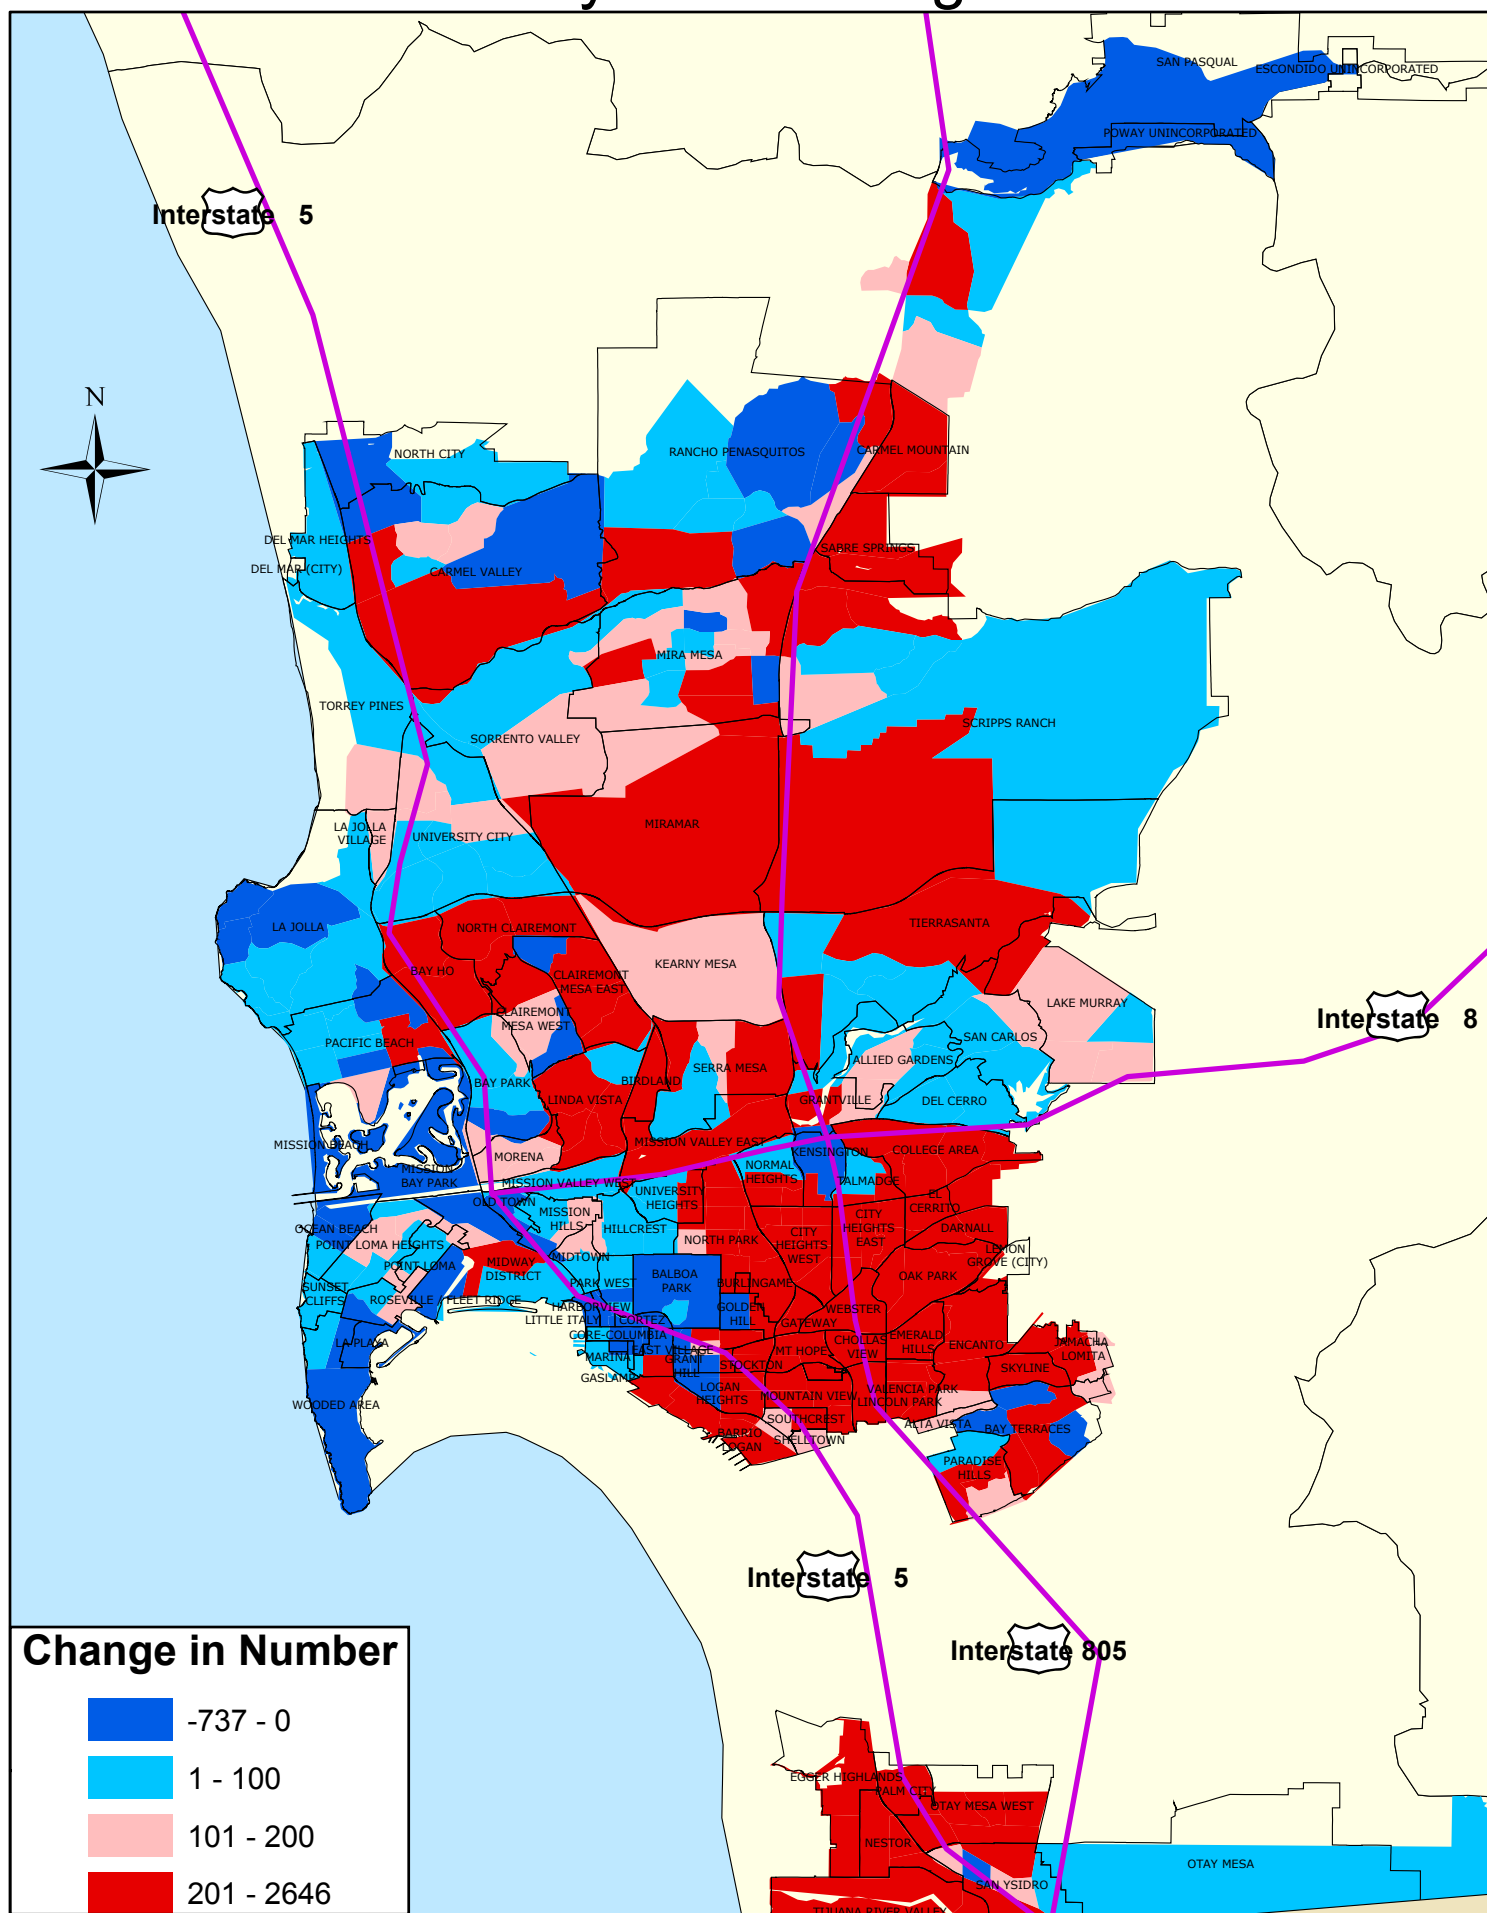 SAN PASQUAL
ESCONDIDO UNINCORPORATED
POWAY UNINCORPORATED
Interstate 5
N
NORTH CITY
RANCHO PENASQUITOS
CARMEL MOUNTAIN
DEL MAR HEIGHTS
SABRE SPRINGS
DEL MAR (CITY)
CARMEL VALLEY
MIRA MESA
TORREY PINES
SCRIPPS RANCH
SORRENTO VALLEY
MIRAMAR
LA JOLLA
VILLAGE
UNIVERSITY CITY
LA JOLLA
NORTH CLAIREMONT
TIERRASANTA
BAY HO
KEARNY MESA
CLAIREMONT
MESA EAST
LAKE MURRAY
CLAIREMONT
MESA WEST
Interstate 8
PACIFIC BEACH
SAN CARLOS
ALLIED GARDENS
SERRA MESA
BIRDLAND
BAY PARK
LINDA VISTA
GRANTVILLE
DEL CERRO
MISSION BEACH
MISSION VALLEY EAST
KENSINGTON
COLLEGE AREA
MORENA
MISSION
BAY PARK
NORMAL
HEIGHTS
TALMADGE
MISSION VALLEY WEST
UNIVERSITY
HEIGHTS
OLD TOWN
EL
CERRITO
MISSION
HILLS
HILLCREST
CITY
HEIGHTS
EAST
OCEAN BEACH
DARNALL
NORTH PARK
CITY
HEIGHTS
WEST
POINT LOMA HEIGHTS
LEMON
GROVE (CITY)
MIDTOWN
POINT LOMA
MIDWAY
DISTRICT
OAK PARK
BALBOA
PARK
PARK WEST
BURLINGAME
SUNSET
CLIFFS
ROSEVILLE / FLEET RIDGE
HARBORVIEW
GOLDEN
HILL
WEBSTER
LITTLE ITALY
CORTEZ
GATEWAY
CORE-COLUMBIA
LA PLAYA
CHOLLAS
VIEW
EMERALD
HILLS
ENCANTO
EAST VILLAGE
MT HOPE
MARINA
GRANT
HILL
STOCKTON
JAMACHA
LOMITA
SKYLINE
GASLAMP
LOGAN
HEIGHTS
MOUNTAIN VIEW
VALENCIA PARK
LINCOLN PARK
WOODED AREA
SOUTHCREST
ALTA VISTA
BAY TERRACES
BARRIO
LOGAN
SHELLTOWN
PARADISE
HILLS
Interstate 5
Interstate 805
Change in Number
-737 - 0
1 - 100
101 - 200
201 - 2646
EGGER HIGHLANDS
PALM CITY
OTAY MESA WEST
NESTOR
OTAY MESA
SAN YSIDRO
TIJUANA RIVER VALLEY